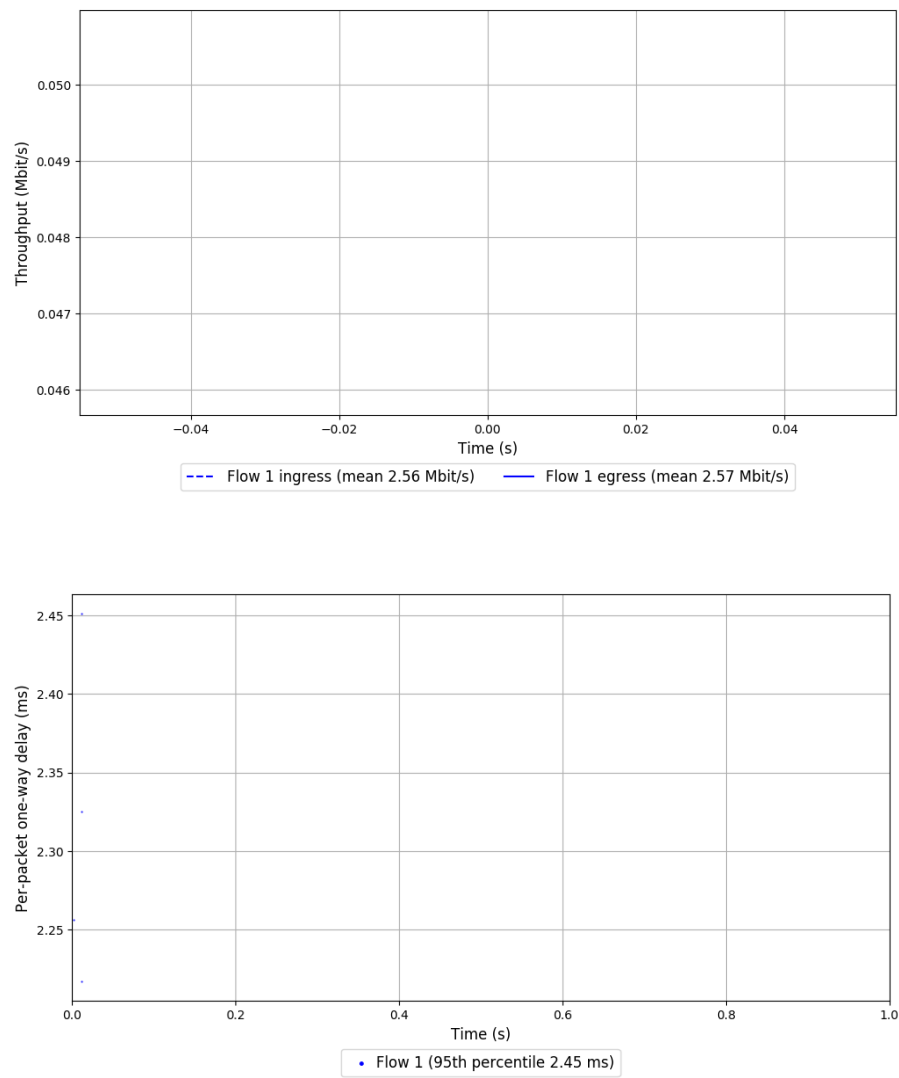 0.050
0.049
0.048
0.047
0.046
Throughput (Mbit/s)
−0.04 −0.02 0.00 0.02 0.04
Time (s)
Flow 1 ingress (mean 2.56 Mbit/s) Flow 1 egress (mean 2.57 Mbit/s)
2.45
2.40
2.35
2.30
2.25
Per-packet one-way delay (ms)
0.0 0.2 0.4 0.6 0.8 1.0
Time (s)
Flow 1 (95th percentile 2.45 ms)